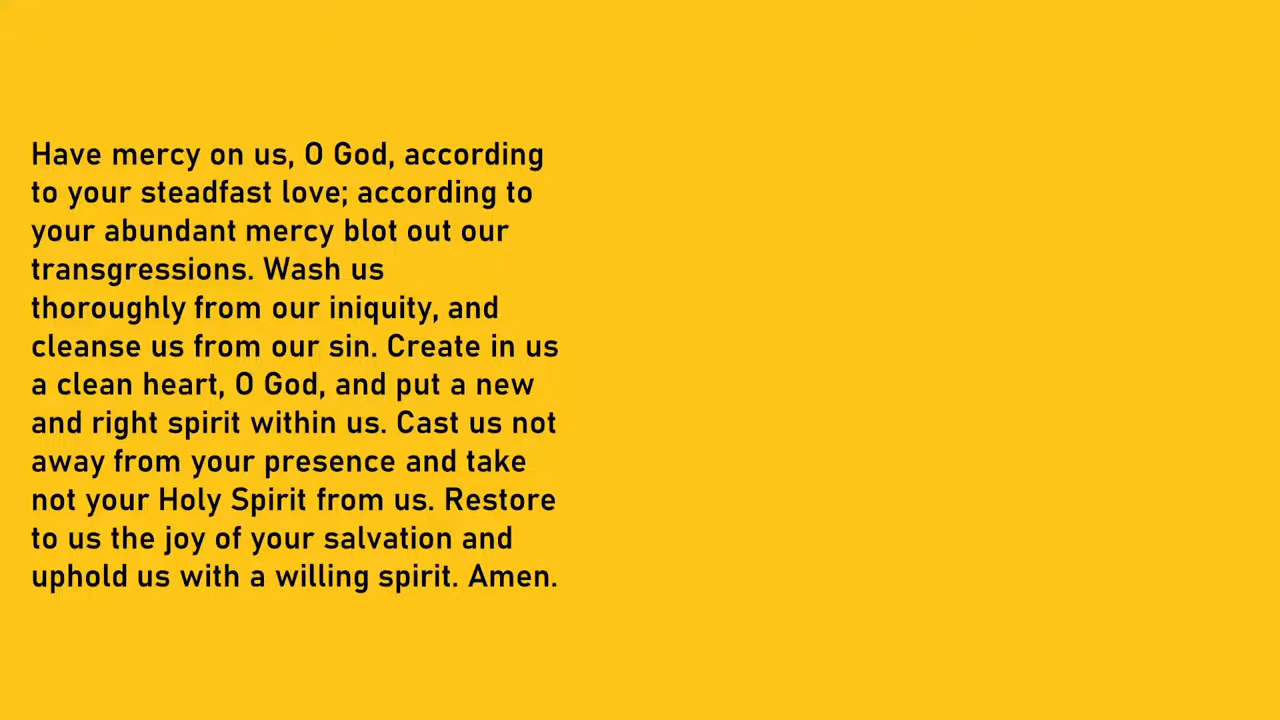 Have mercy on us, O God, according
to your steadfast love; according to
your abundant mercy blot out our
transgressions. Wash us
thoroughly from our iniquity, and
cleanse us from our sin. Create in us
a clean heart, O God, and put a new
and right spirit within us. Cast us not
away from your presence and take
not your Holy Spirit from us. Restore
to us the joy of your salvation and
uphold us with a willing spirit. Amen.